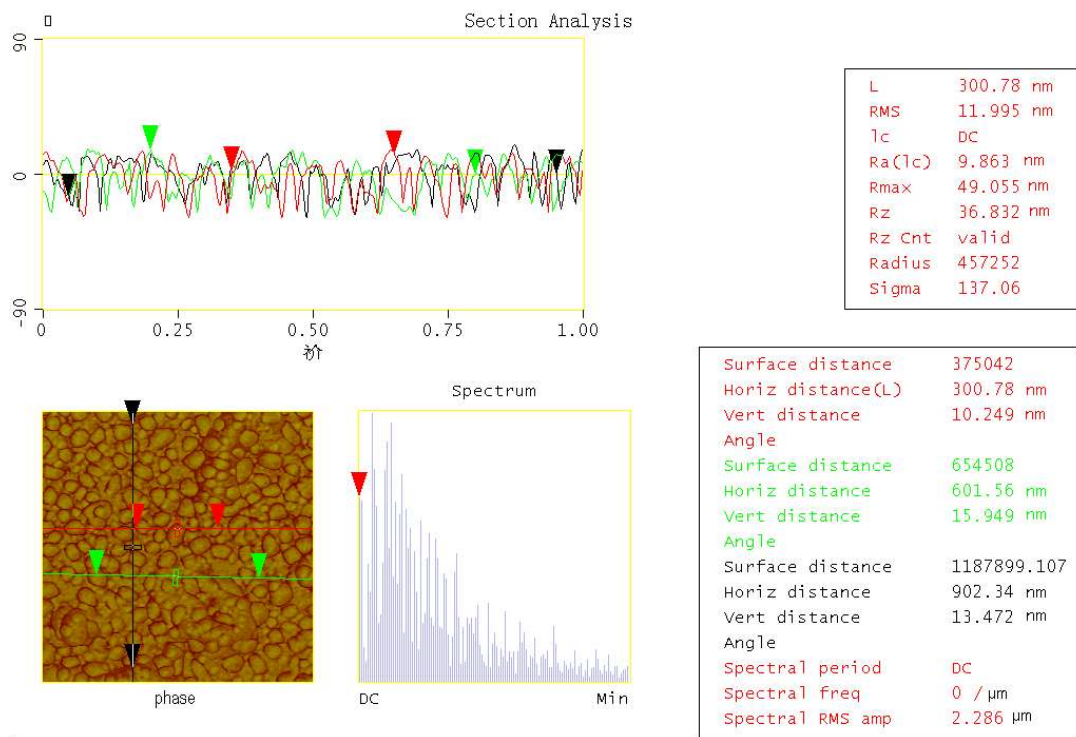 Section Analysis
90
0
-90
0
0.25
0.50
0.75
1.00
L 300.78 nm
RMS 11.995 nm
lc DC
Ra(lc) 9.863 nm
Rmax 49.055 nm
Rz 36.832 nm
Rz Cnt valid
Radius 457252
Sigma 137.06
Surface distance 375042
Horiz distance(L) 300.78 nm
Vert distance 10.249 nm
Angle
Surface distance 654508
Horiz distance 601.56 nm
Vert distance 15.949 nm
Angle
Surface distance 1187899.107
Horiz distance 902.34 nm
Vert distance 13.472 nm
Angle
Spectral period DC
Spectral freq 0 /μm
Spectral RMS amp 2.286 μm
Spectrum
phase
DC
Min